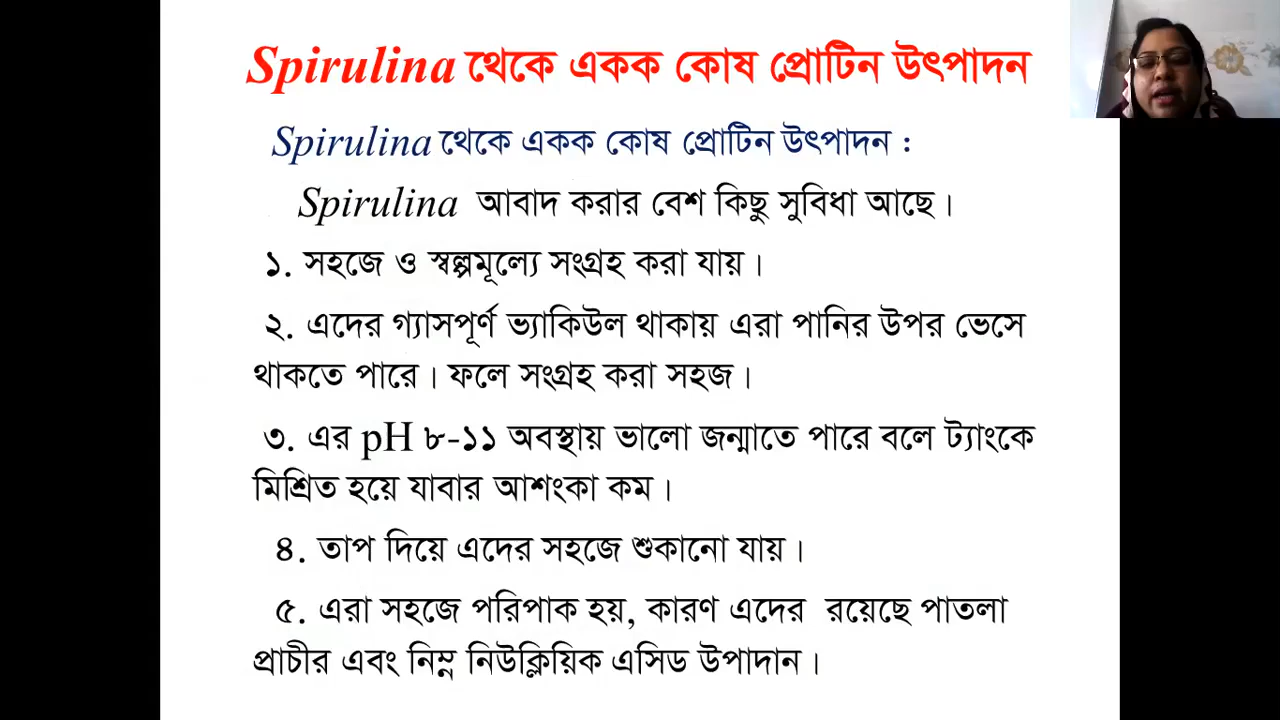 Spirulina থেকে একক কোষ প্রোটিন উৎপাদন
Spirulina থেকে একক কোষ প্রোটিন উৎপাদন :
Spirulina আবাদ করার বেশ কিছু সুবিধা আছে।
১. সহজে ও স্বল্পমূল্যে সংগ্রহ করা যায়।
২. এদের গ্যাসপূর্ণ ভ্যাকিউল থাকায় এরা পানির উপর ভেসে
থাকতে পারে। ফলে সংগ্রহ করা সহজ।
৩. এর pH ৮-১১ অবস্থায় ভালো জন্মাতে পারে বলে ট্যাংকে
মিশ্রিত হয়ে যাবার আশংকা কম।
৪. তাপ দিয়ে এদের সহজে শুকানো যায়।
৫. এরা সহজে পরিপাক হয়, কারণ এদের রয়েছে পাতলা
প্রাচীর এবং নিম্ন নিউক্লিয়িক এসিড উপাদান।